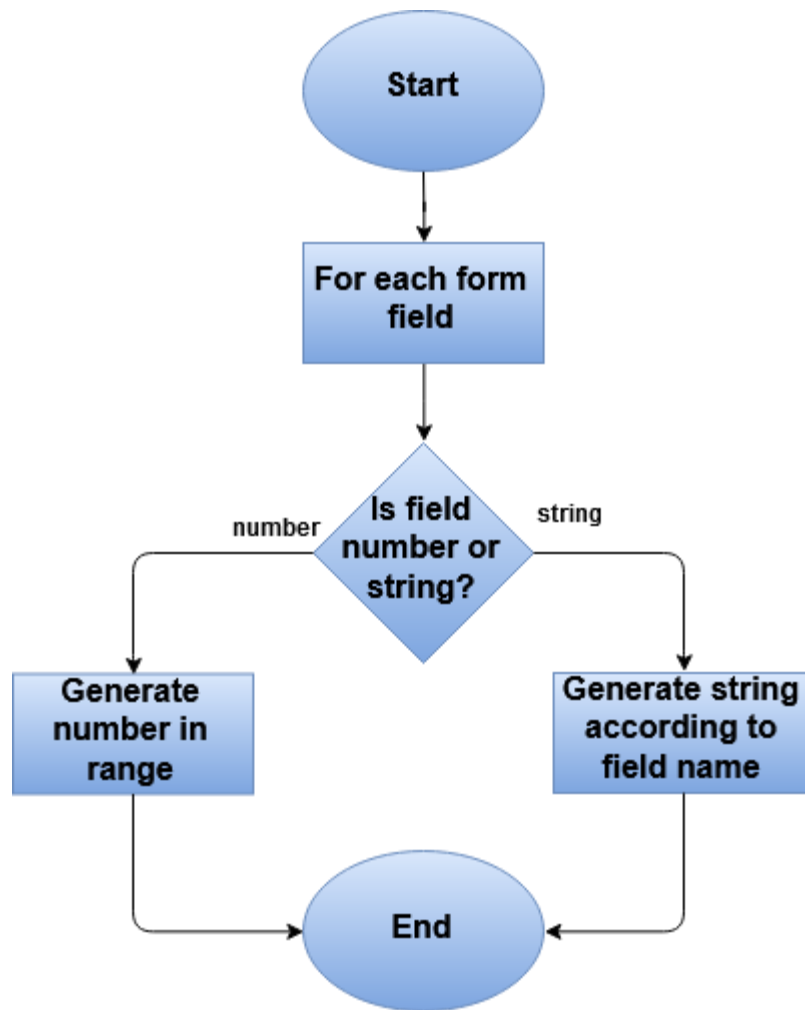 Start
For each form
field
Is field
number or
string?
number
string
Generate
number in
range
Generate string
according to
field name
End